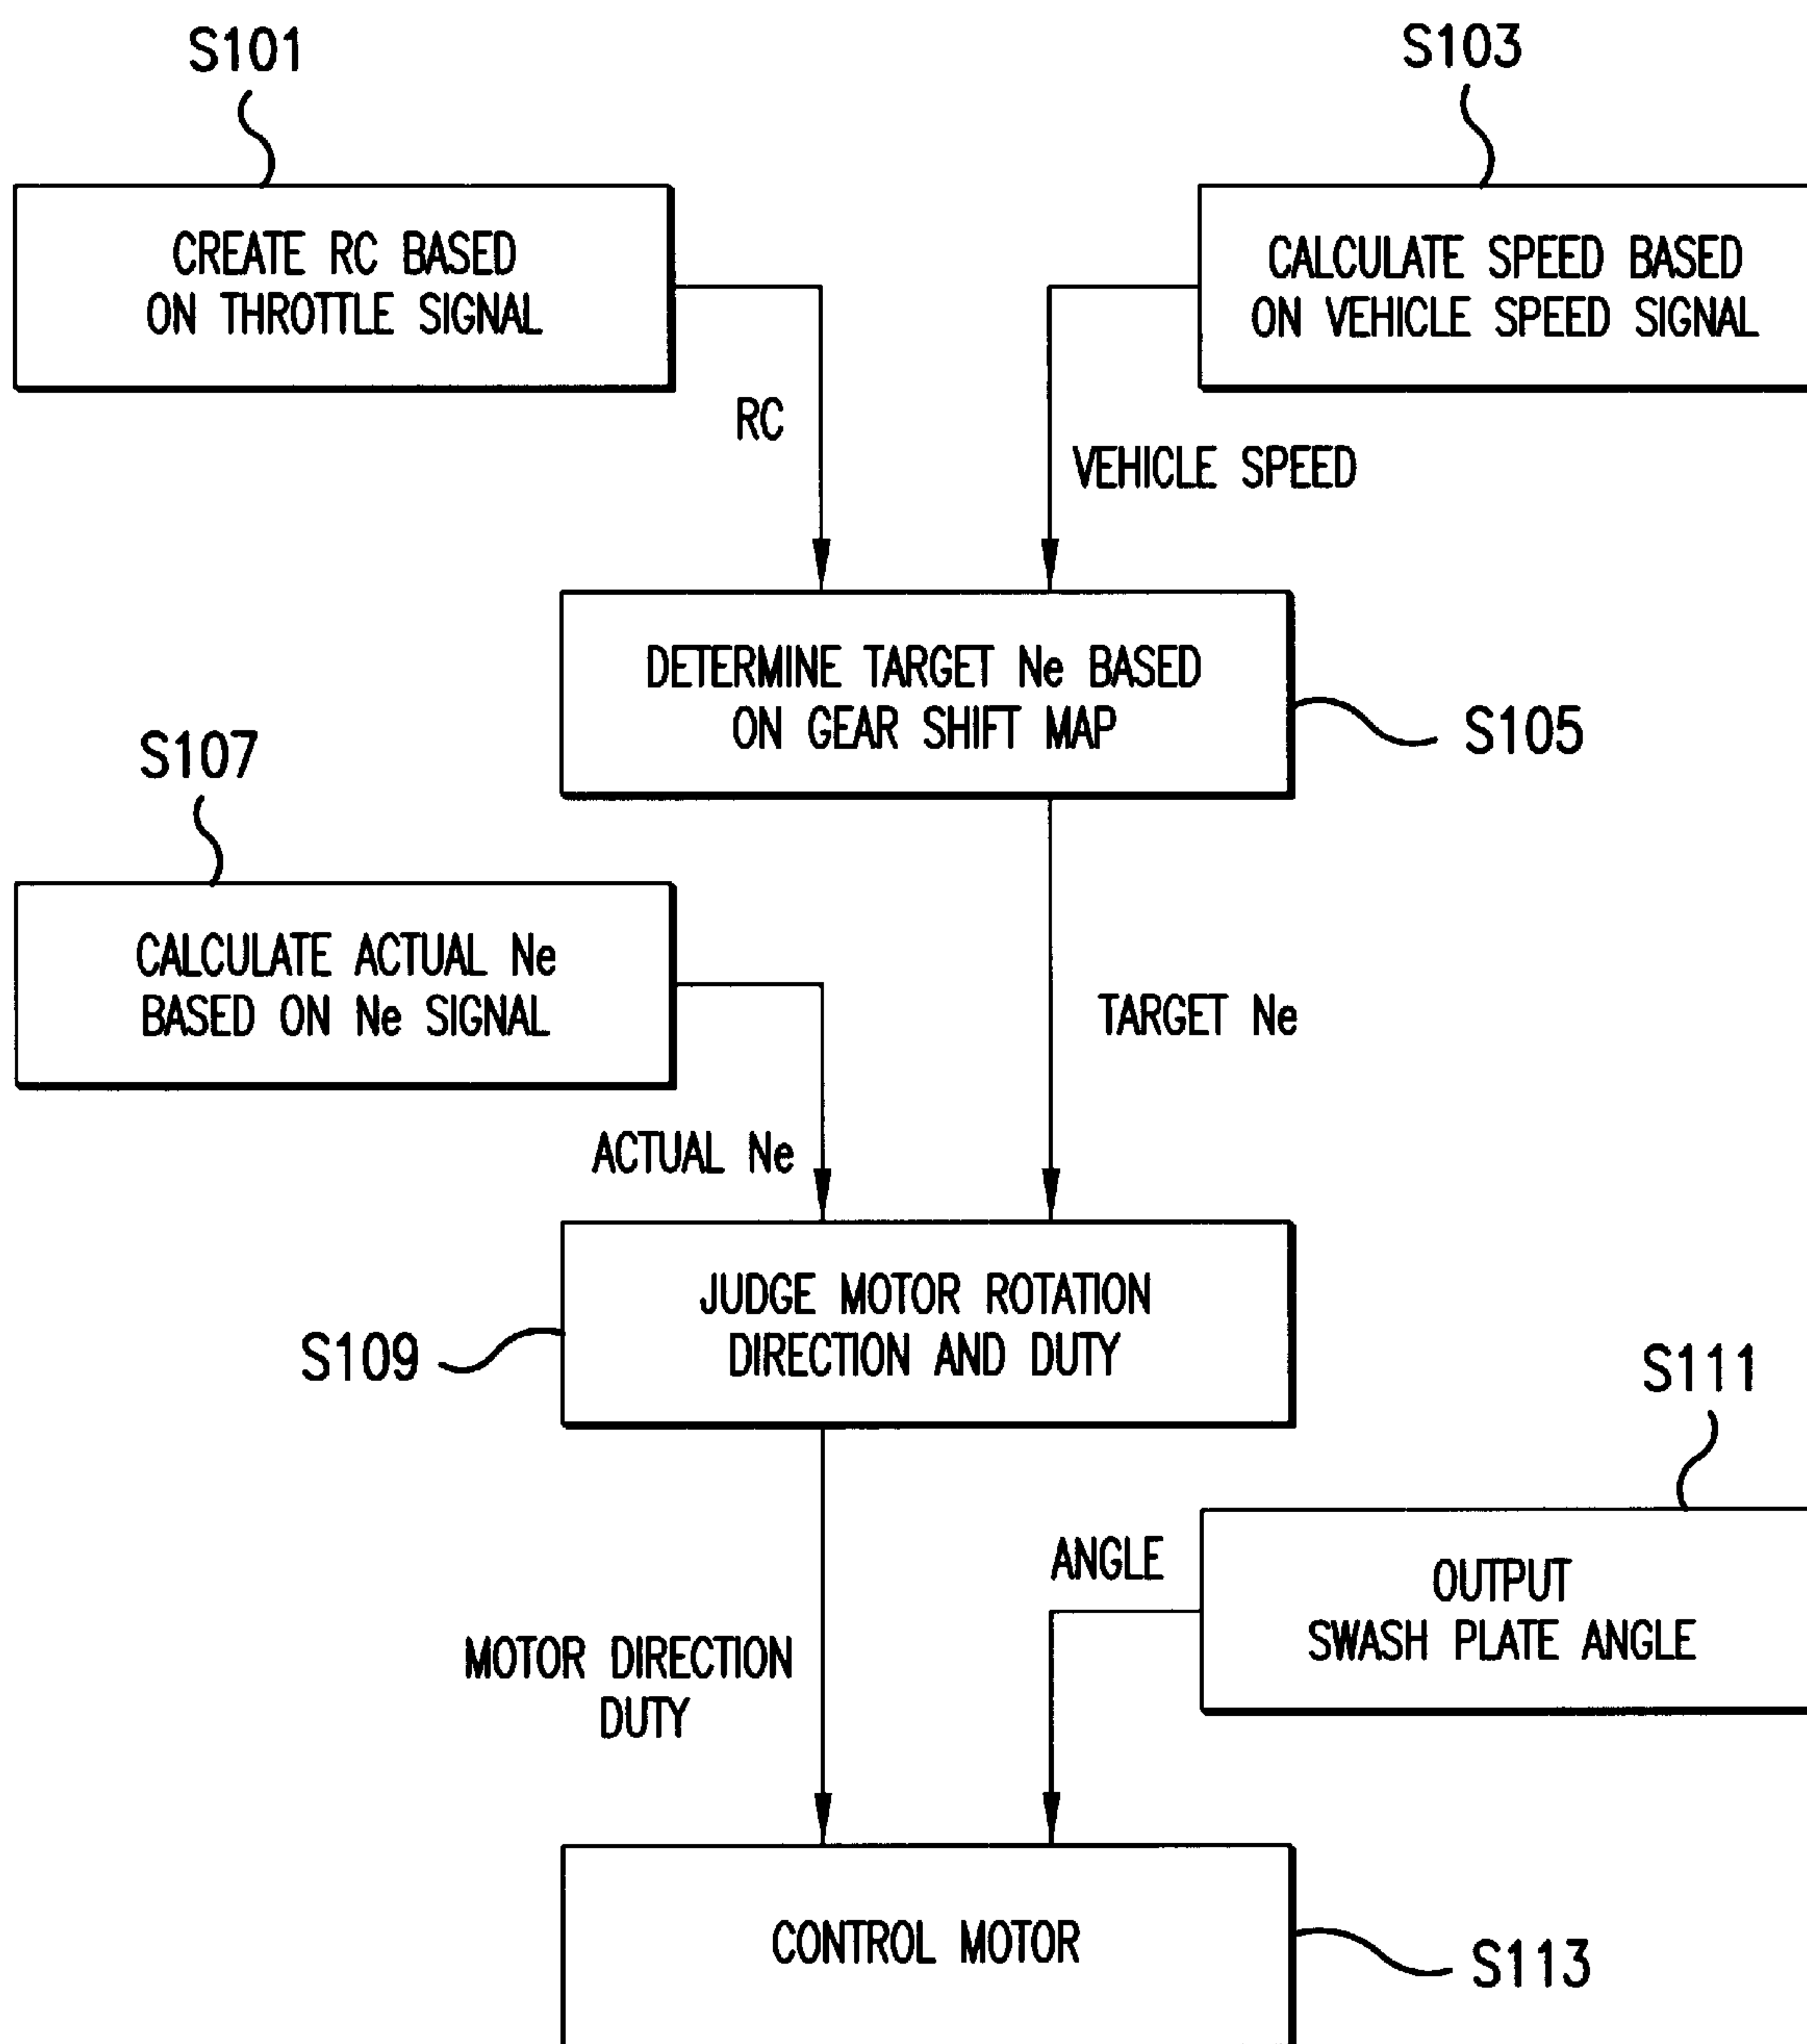 S101
S103
CREATE RC BASED
ON THROTTLE SIGNAL
CALCULATE SPEED BASED
ON VEHICLE SPEED SIGNAL
RC
VEHICLE SPEED
DETERMINE TARGET Ne BASED
ON GEAR SHIFT MAP
S105
S107
CALCULATE ACTUAL Ne
BASED ON Ne SIGNAL
TARGET Ne
ACTUAL Ne
JUDGE MOTOR ROTATION
DIRECTION AND DUTY
S109
S111
ANGLE
OUTPUT
SWASH PLATE ANGLE
MOTOR DIRECTION
DUTY
CONTROL MOTOR
S113